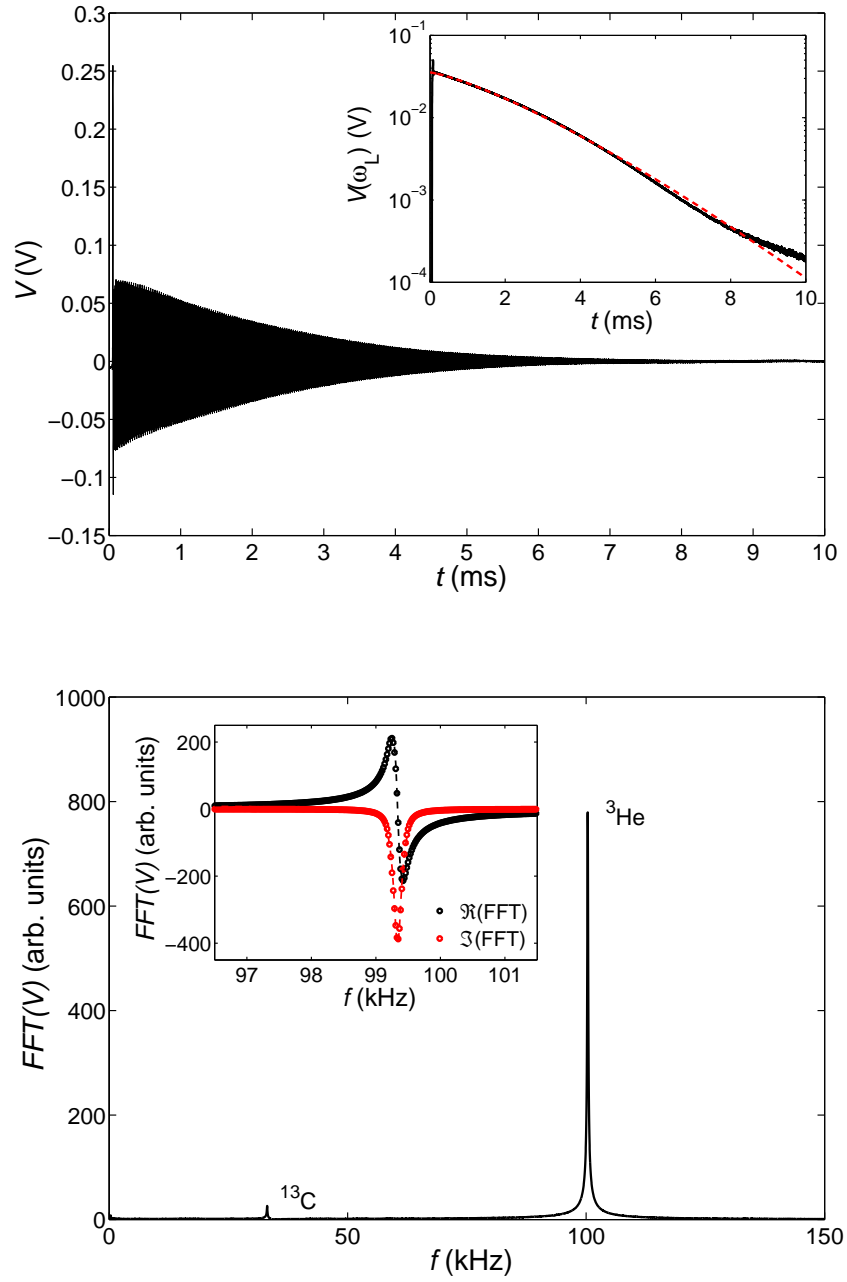 0.3
0.25
0.2
0.15
0.1
0.05
0
−0.05
−0.1
−0.15
V (V)
0 1 2 3 4 5 6 7 8 9 10
t (ms)
10⁻¹
10⁻²
10⁻³
10⁻⁴
V(ω_L) (V)
0 2 4 6 8 10
t (ms)
1000
800
600
400
200
0
FFT(V) (arb. units)
0 50 100 150
f (kHz)
200
0
−200
−400
FFT(V) (arb. units)
97 98 99 100 101
f (kHz)
ℜ(FFT)
ℑ(FFT)
³He
¹³C